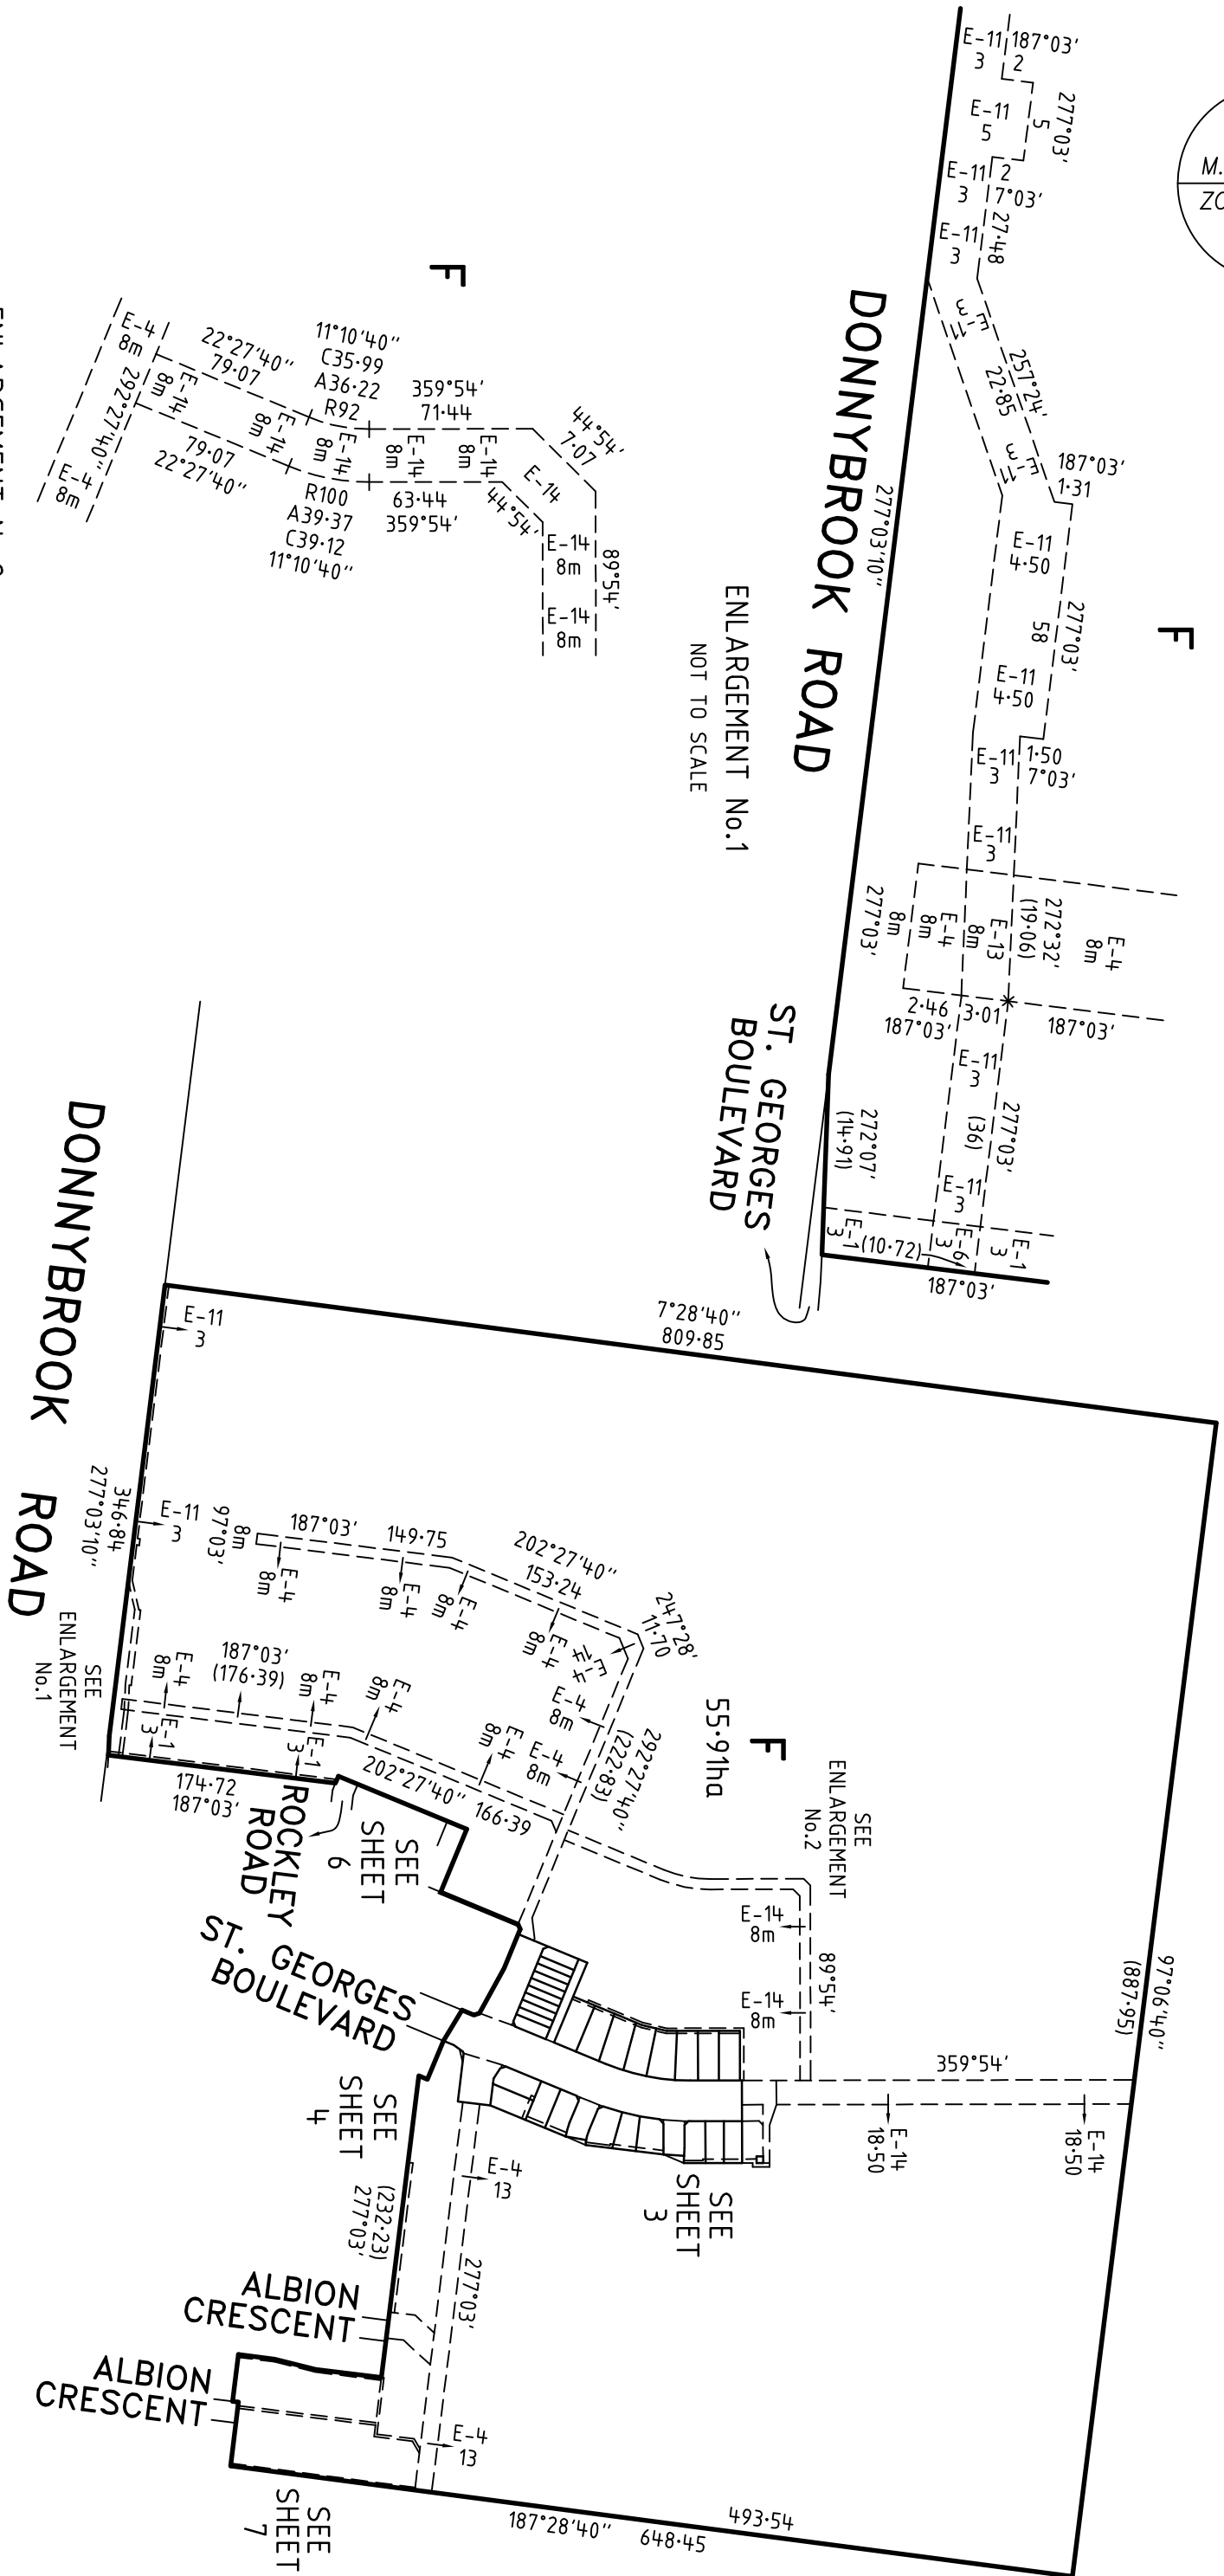 M.
ZO
E-11
3
187°03'
2
277°03'
5
E-11
5
E-11
3
2
7°03'
27·48
E-11
3
E-11
3
257°24'
22·85
E-11
3
187°03'
1·31
E-11
4·50
277°03'
58
E-11
4·50
E-11
3
1·50
7°03'
E-11
3
F
DONNYBROOK ROAD
277°03'10"
ENLARGEMENT No.1
NOT TO SCALE
272°32'
(19·06)
E-4
8m
E-13
8m
E-4
8m
8m
277°03'
2·46
187°03'
3·01
187°03'
E-11
3
277°03'
(36)
E-11
3
E-1
3
E-6
3
E-1
3
(10·72)
187°03'
272°07'
(14·91)
ST. GEORGES
BOULEVARD
F
E-4
8m
292°27'40"
E-4
8m
22°27'40"
79·07
E-14
8m
E-14
8m
79·07
22°27'40"
11°10'40"
C35·99
A36·22
R92
E-14
8m
R100
A39·37
C39·12
11°10'40"
359°54'
71·44
E-14
8m
E-14
8m
63·44
359°54'
44°54'
7·07
E-14
44°54'
89°54'
E-14
8m
E-14
8m
DONNYBROOK ROAD
346·84
277°03'10"
7°28'40"
809·85
E-11
3
E-11
3
SEE
ENLARGEMENT
No.1
8m
97°03'
187°03'
149·75
E-4
8m
E-4
8m
E-4
8m
202°27'40"
153·24
E-4
8m
247°28'
11·70
E-14
E-4
8m
E-4
8m
292°27'40"
(222·83)
187°03'
(176·39)
E-4
8m
E-4
8m
E-4
8m
E-4
8m
202°27'40"
166·39
E-1
3
E-1
3
174·72
187°03'
ROCKLEY
ROAD
SEE
SHEET
6
F
55·91ha
SEE
ENLARGEMENT
No.2
E-14
8m
E-14
8m
89°54'
97°06'40"
(887·95)
359°54'
E-14
18·50
E-14
18·50
ST. GEORGES
BOULEVARD
SEE
SHEET
4
SEE
SHEET
3
E-4
13
277°03'
(232·23)
277°03'
ALBION
CRESCENT
ALBION
CRESCENT
E-4
13
SEE
SHEET
7
187°28'40"
648·45
493·54